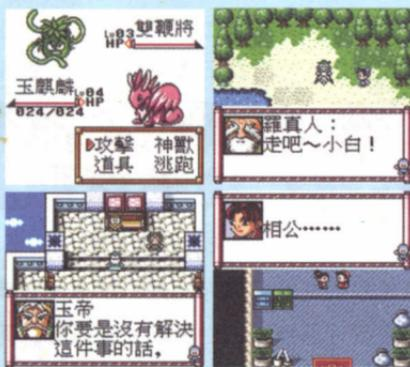 Lv03 雙鞭將
HP
玉麒麟 Lv04
HP
024/024
▶攻擊 神獸
道具 逃跑
羅真人：
走吧～小白！
玉帝
你要是沒有解決
這件事的話，
相公……